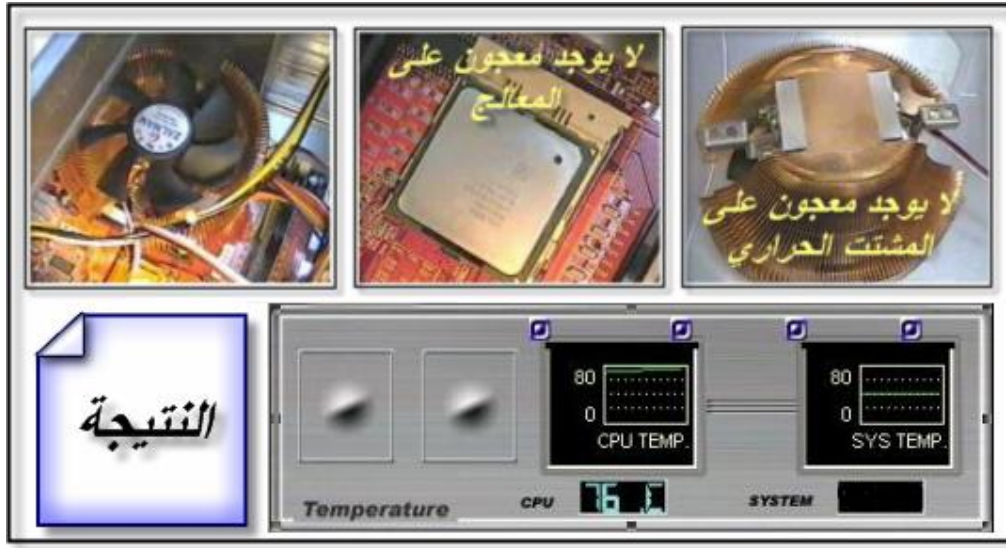 ZALMAN
لا يوجد معجون على
المعالج
لا يوجد معجون على
المشتت الحراري
النتيجة
80
0
CPU TEMP.
80
0
SYS TEMP.
Temperature
CPU
76 C
SYSTEM